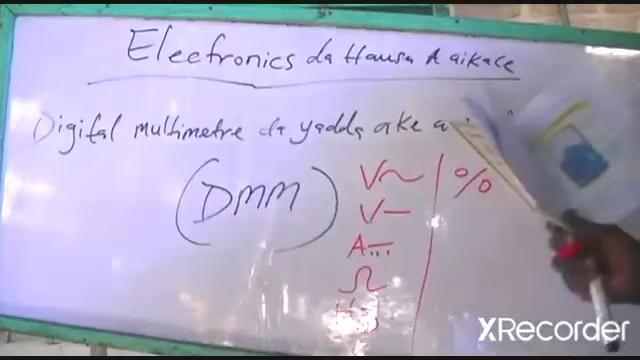 Electronics da Hausa A aikace
Digital multimetre da yadda ake
(DMM)
V~
V–
A⎓
Ω
%
XRecorder